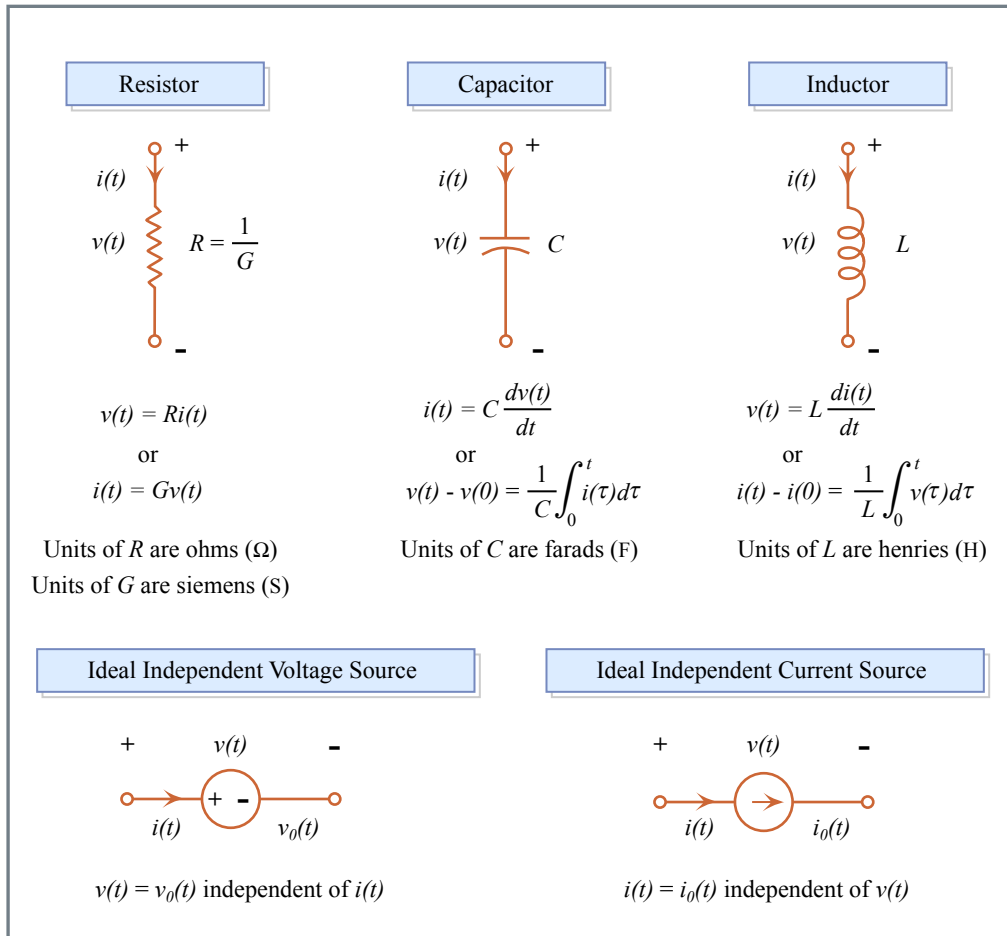 Resistor
+
i(t)
v(t)
R = 1/G
-
v(t) = Ri(t)
or
i(t) = Gv(t)
Units of R are ohms (Ω)
Units of G are siemens (S)
Capacitor
+
i(t)
v(t)
C
-
i(t) = C dv(t)/dt
or
v(t) - v(0) = 1/C ∫₀ᵗ i(τ)dτ
Units of C are farads (F)
Inductor
+
i(t)
v(t)
L
-
v(t) = L di(t)/dt
or
i(t) - i(0) = 1/L ∫₀ᵗ v(τ)dτ
Units of L are henries (H)
Ideal Independent Voltage Source
+ v(t) -
+ -
i(t) v₀(t)
v(t) = v₀(t) independent of i(t)
Ideal Independent Current Source
+ v(t) -
i(t) i₀(t)
i(t) = i₀(t) independent of v(t)